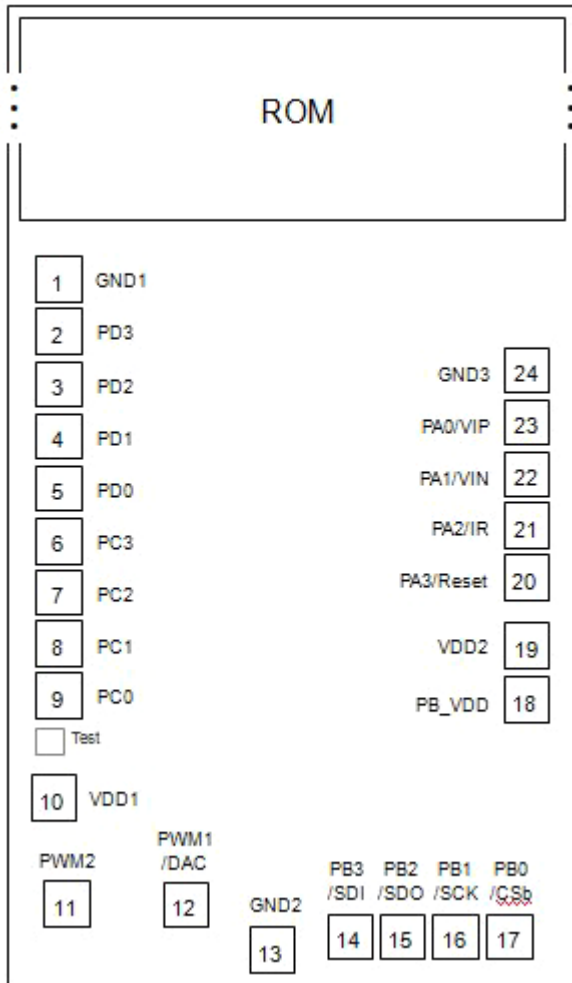 ROM
1 GND1
2 PD3
3 PD2
4 PD1
5 PD0
6 PC3
7 PC2
8 PC1
9 PC0
Test
10 VDD1
GND3 24
PA0/VIP 23
PA1/VIN 22
PA2/IR 21
PA3/Reset 20
VDD2 19
PB_VDD 18
PWM2
11
PWM1
/DAC
12
GND2
13
PB3
/SDI
14
PB2
/SDO
15
PB1
/SCK
16
PB0
/CSb
17